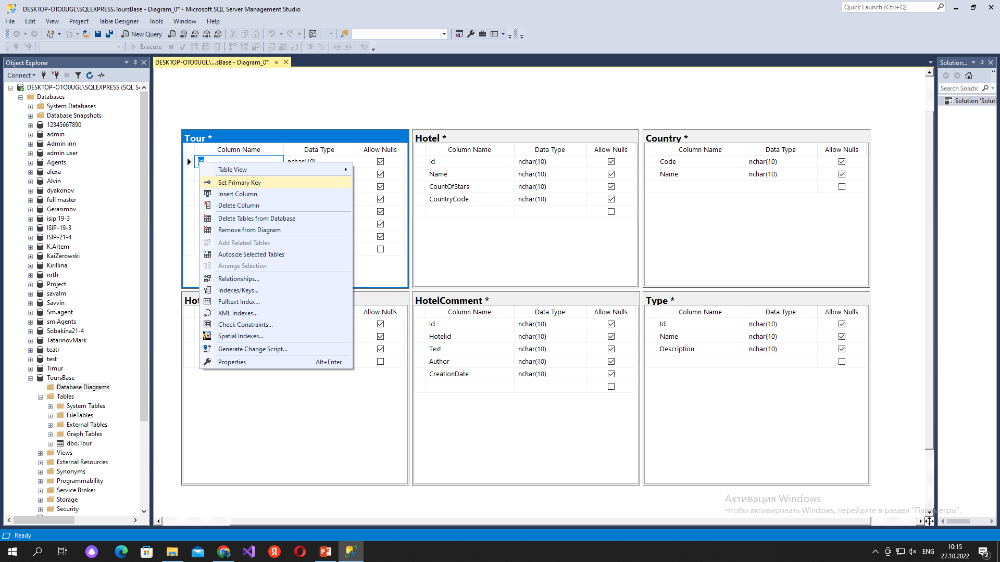 DESKTOP-OTO0UGL\SQLEXPRESS.ToursBase - Diagram_0* - Microsoft SQL Server Management Studio
Quick Launch (Ctrl+Q)
File Edit View Project Table Designer Tools Window Help
New Query
MDX DMX XMLA DAX
Execute
Object Explorer
DESKTOP-OTO0UGL\...sBase - Diagram_0*
Solution...
Connect
Search Solutic
Solution 'Soluti
DESKTOP-OTO0UGL\SQLEXPRESS (SQL S
Databases
System Databases
Database Snapshots
12345667890
admin
Admin inn
admin user
Agents
alexa
Alvin
dyakonov
full master
Gerasimov
isip 19-3
ISIP-19-3
ISIP-21-4
K.Artem
KaiZerowski
Kirillina
nrth
Project
savalm
Savvin
Sm.agent
sm.Agents
Sobakina21-4
TatarinovMark
teatr
test
Timur
ToursBase
Database Diagrams
Tables
System Tables
FileTables
External Tables
Graph Tables
dbo.Tour
Views
External Resources
Synonyms
Programmability
Service Broker
Storage
Security
Tour *
Column Name Data Type Allow Nulls
Id nchar(10)
Table View
Set Primary Key
Insert Column
Delete Column
Delete Tables from Database
Remove from Diagram
Add Related Tables
Autosize Selected Tables
Arrange Selection
Relationships...
Indexes/Keys...
Fulltext Index...
XML Indexes...
Check Constraints...
Spatial Indexes...
Generate Change Script...
Properties Alt+Enter
Hotel *
Column Name Data Type Allow Nulls
Id nchar(10)
Name nchar(10)
CountOfStars nchar(10)
CountryCode nchar(10)
Country *
Column Name Data Type Allow Nulls
Code nchar(10)
Name nchar(10)
Hot
Allow Nulls
HotelComment *
Column Name Data Type Allow Nulls
Id nchar(10)
Hotelid nchar(10)
Text nchar(10)
Author nchar(10)
CreationDate nchar(10)
Type *
Column Name Data Type Allow Nulls
Id nchar(10)
Name nchar(10)
Description nchar(10)
Активация Windows
Чтобы активировать Windows, перейдите в раздел "Параметры".
Ready
ENG
10:15
27.10.2022
2